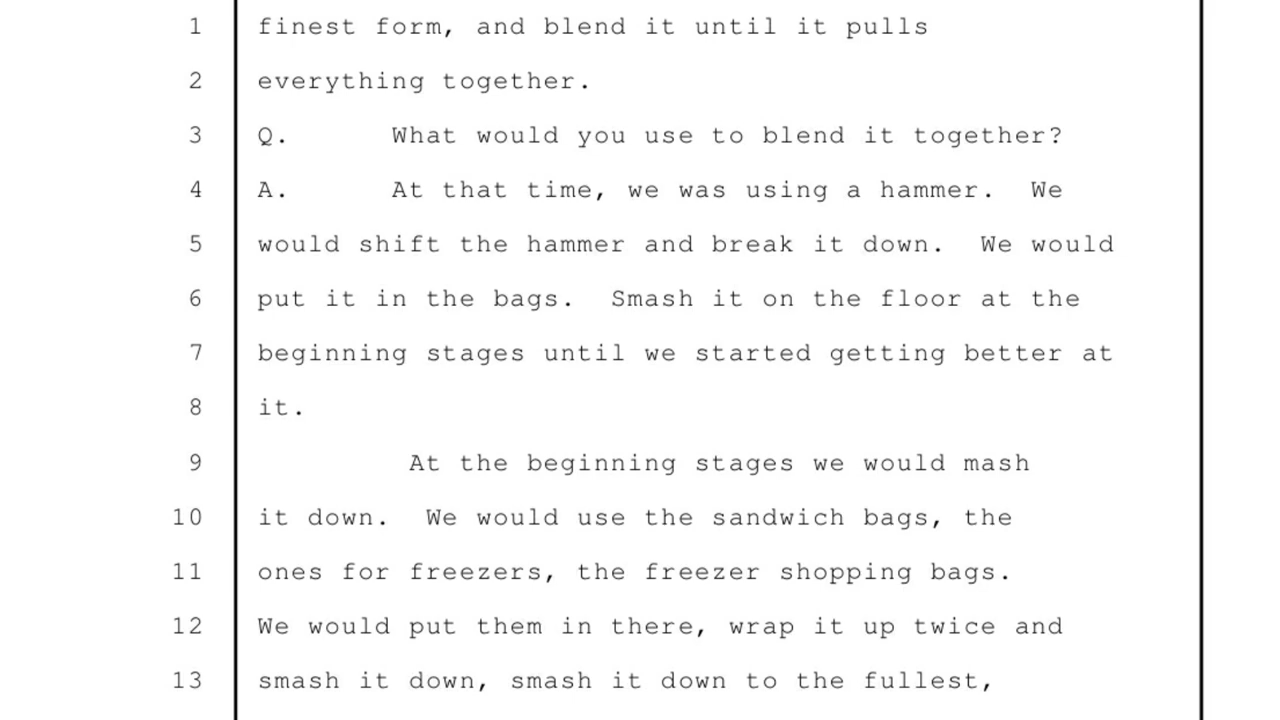 1 finest form, and blend it until it pulls
2 everything together.
3 Q. What would you use to blend it together?
4 A. At that time, we was using a hammer. We
5 would shift the hammer and break it down. We would
6 put it in the bags. Smash it on the floor at the
7 beginning stages until we started getting better at
8 it.
9 At the beginning stages we would mash
10 it down. We would use the sandwich bags, the
11 ones for freezers, the freezer shopping bags.
12 We would put them in there, wrap it up twice and
13 smash it down, smash it down to the fullest,